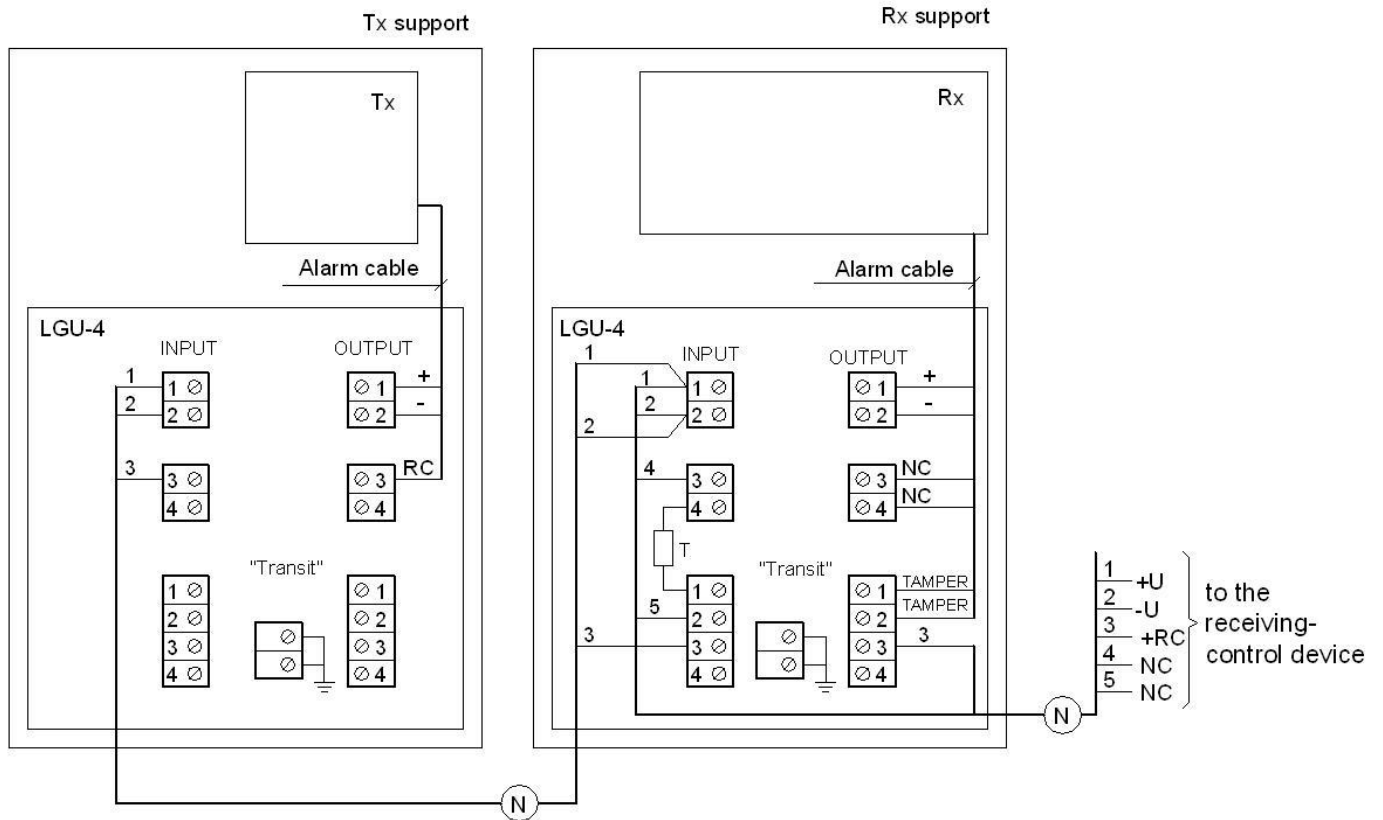 Tx support
Rx support
Tx
Rx
Alarm cable
Alarm cable
LGU-4
INPUT
OUTPUT
1
1
1
+
2
2
2
-
3
3
3
RC
4
4
"Transit"
1
1
2
2
3
3
4
4
LGU-4
INPUT
OUTPUT
1
1
1
1
+
2
2
2
-
2
4
3
3
NC
4
4
NC
T
"Transit"
1
1
TAMPER
5
2
2
TAMPER
3
3
3
3
4
4
N
N
1
+U
2
-U
3
+RC
4
NC
5
NC
to the
receiving-
control device